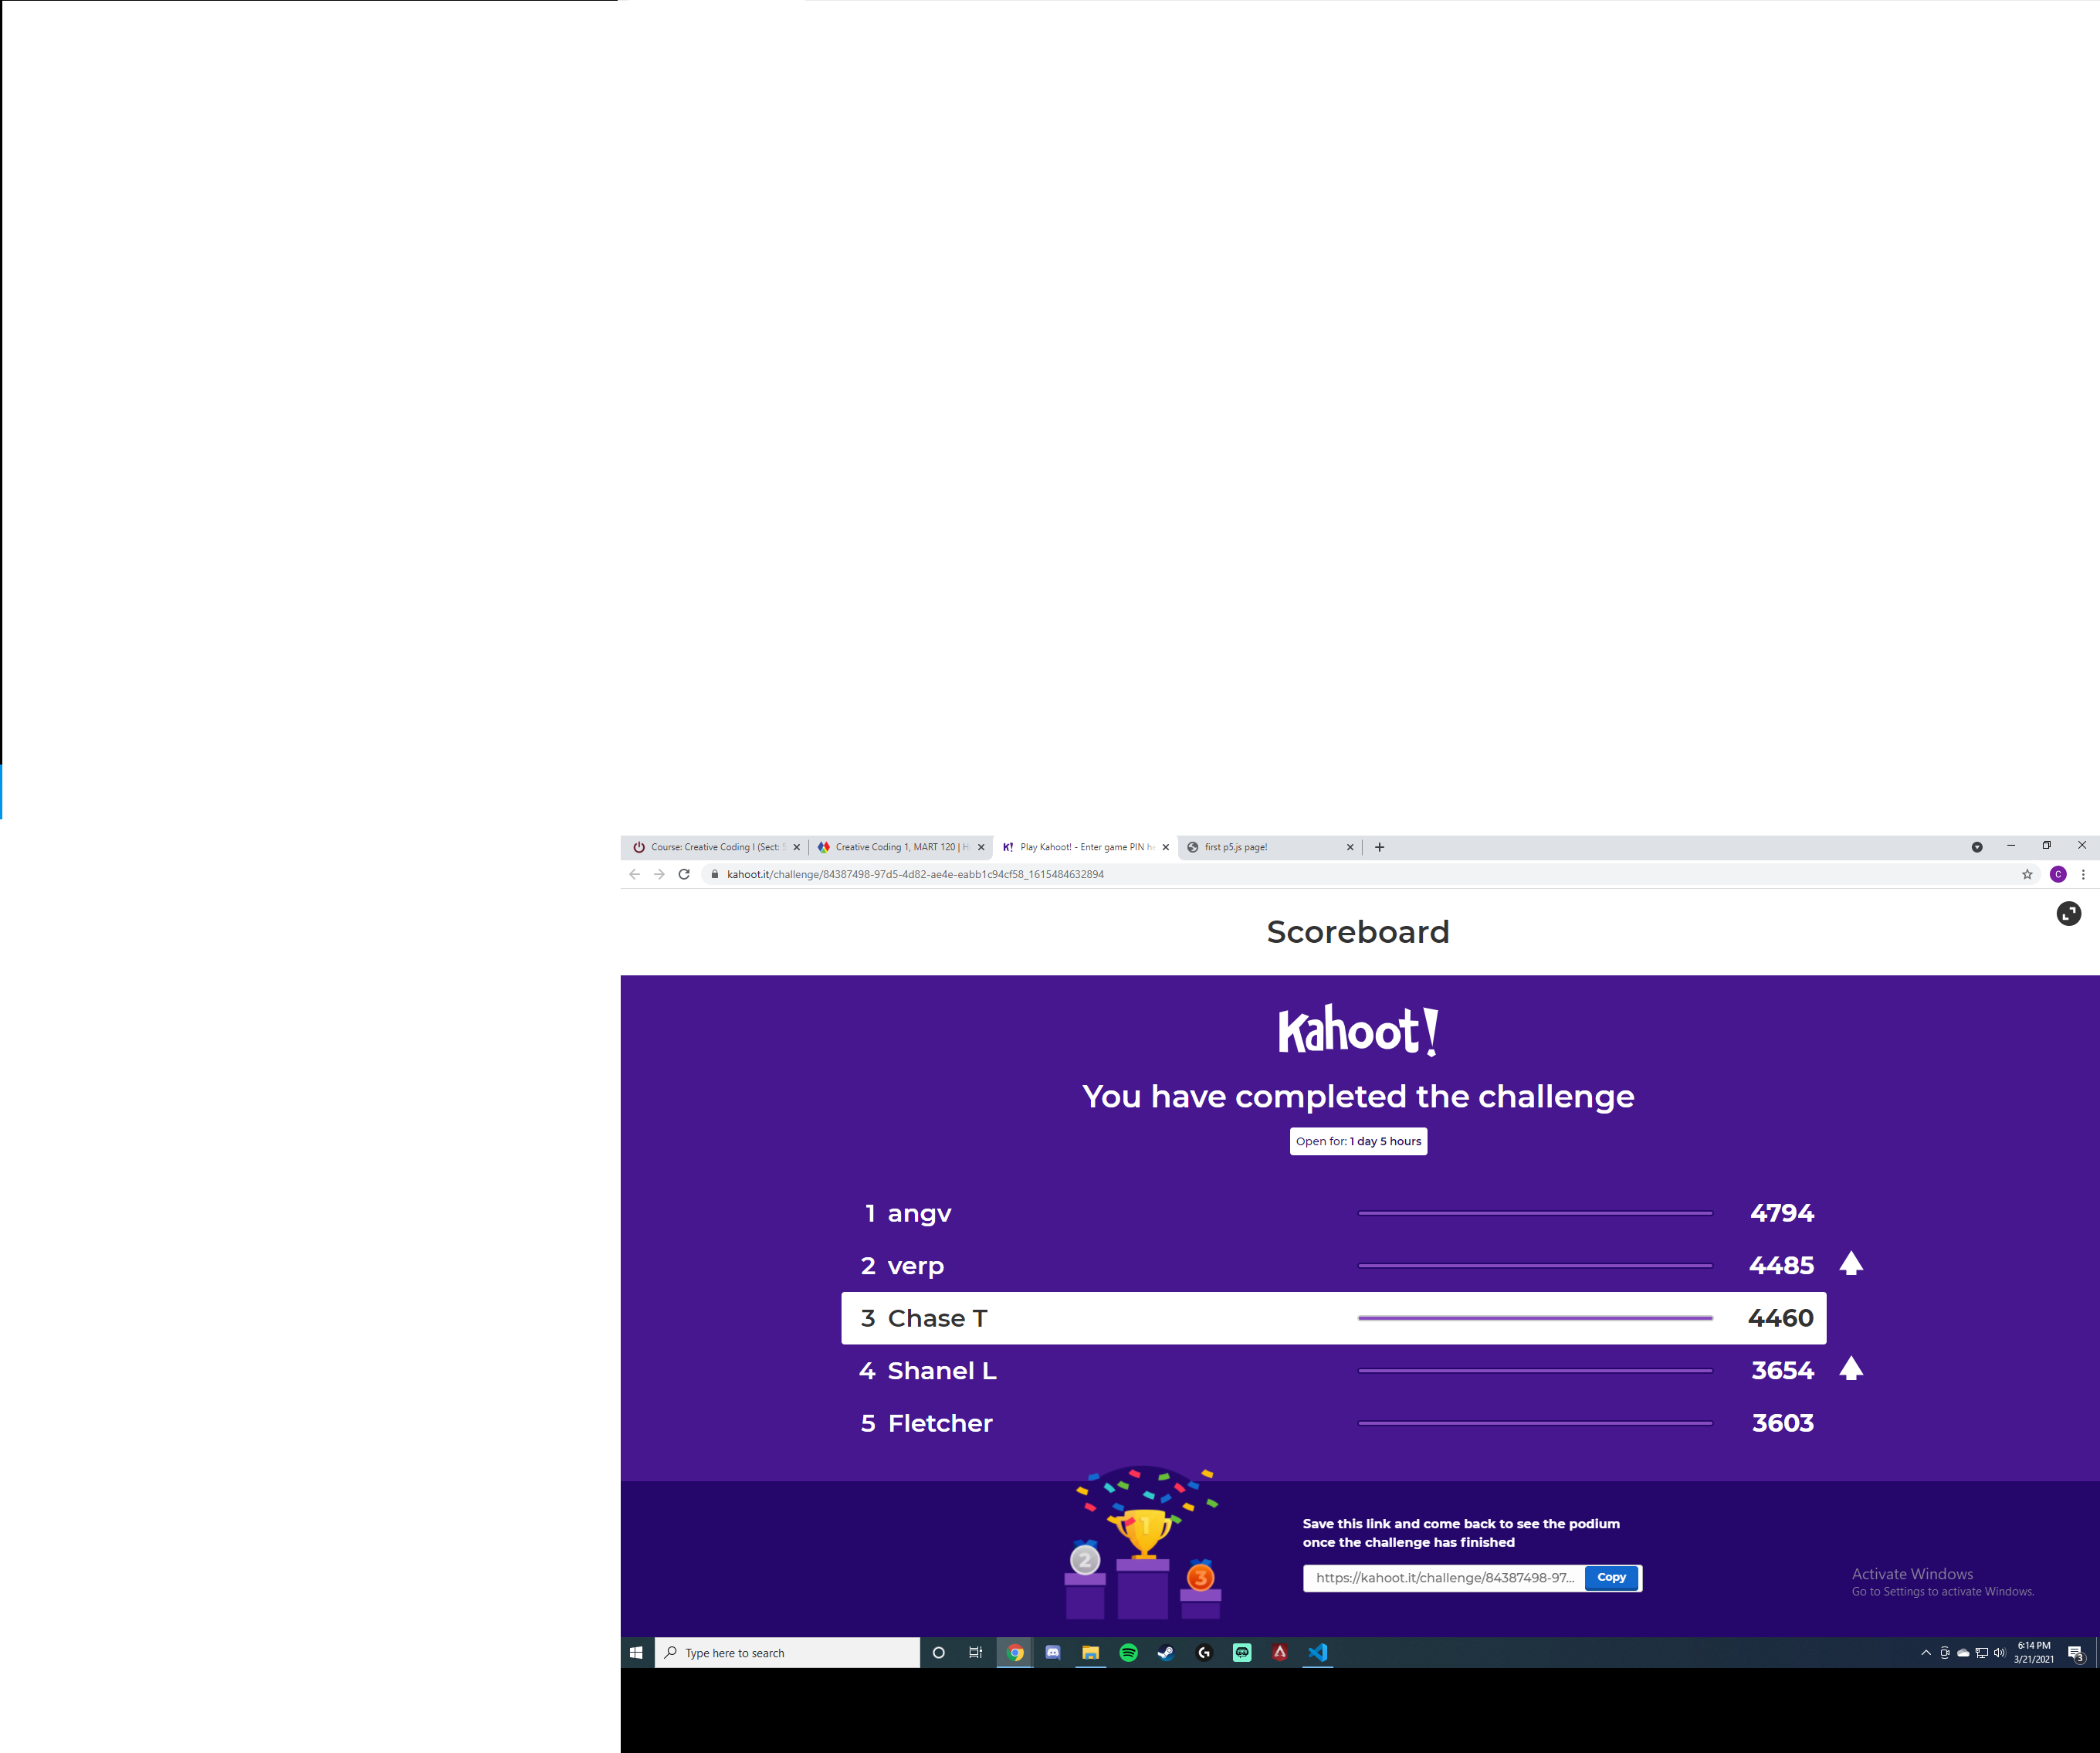 Course: Creative Coding I (Sect: 5
Creative Coding 1, MART 120 | H
K! Play Kahoot! - Enter game PIN he
first p5.js page!
kahoot.it/challenge/84387498-97d5-4d82-ae4e-eabb1c94cf58_1615484632894
C
Scoreboard
Kahoot!
You have completed the challenge
Open for: 1 day 5 hours
1 angv 4794
2 verp 4485
3 Chase T 4460
4 Shanel L 3654
5 Fletcher 3603
1
2
3
Save this link and come back to see the podium
once the challenge has finished
https://kahoot.it/challenge/84387498-97... Copy
Activate Windows
Go to Settings to activate Windows.
Type here to search
6:14 PM
3/21/2021
3